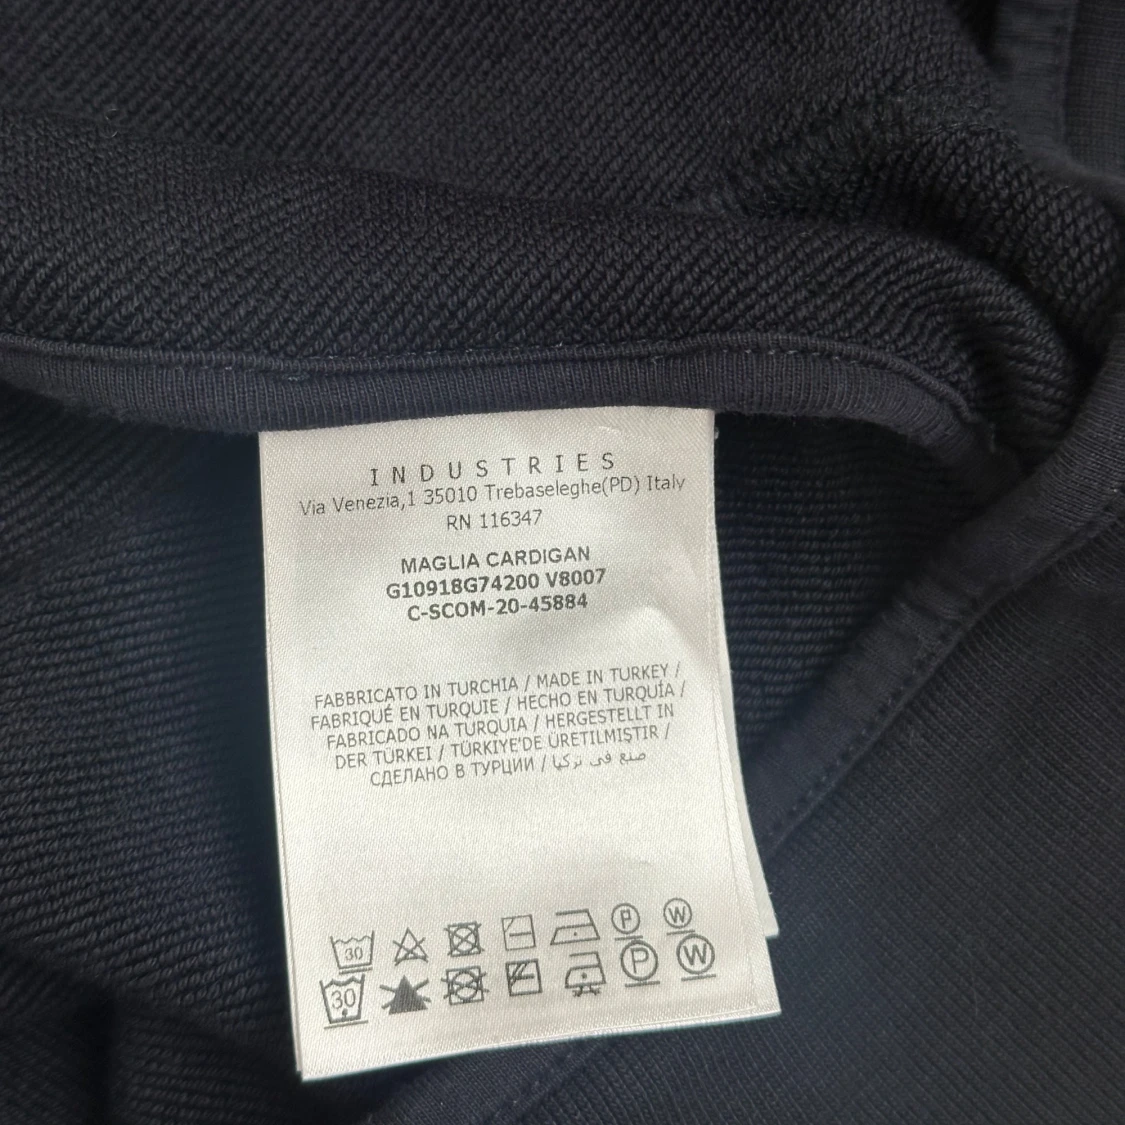 INDUSTRIES
Via Venezia,1 35010 Trebaseleghe(PD) Italy
RN 116347
MAGLIA CARDIGAN
G10918G74200 V8007
C-SCOM-20-45884
FABBRICATO IN TURCHIA / MADE IN TURKEY /
FABRIQUÉ EN TURQUIE / HECHO EN TURQUÍA /
FABRICADO NA TURQUIA / HERGESTELLT IN
DER TÜRKEI / TÜRKİYE'DE ÜRETILMIŞTIR /
СДЕЛАНО В ТУРЦИИ / صنع في تركيا
30 P W
30 P W